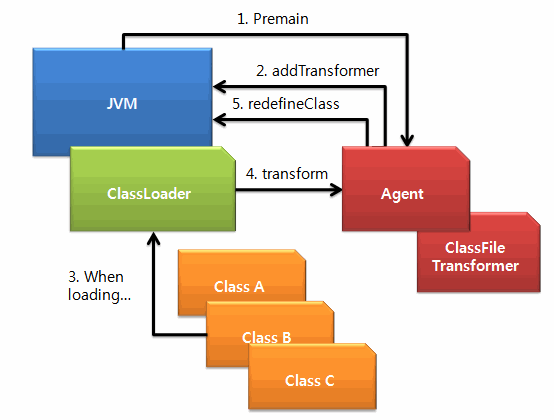 1. Premain
2. addTransformer
JVM
5. redefineClass
ClassLoader
4. transform
Agent
ClassFile
Transformer
3. When
loading...
Class A
Class B
Class C